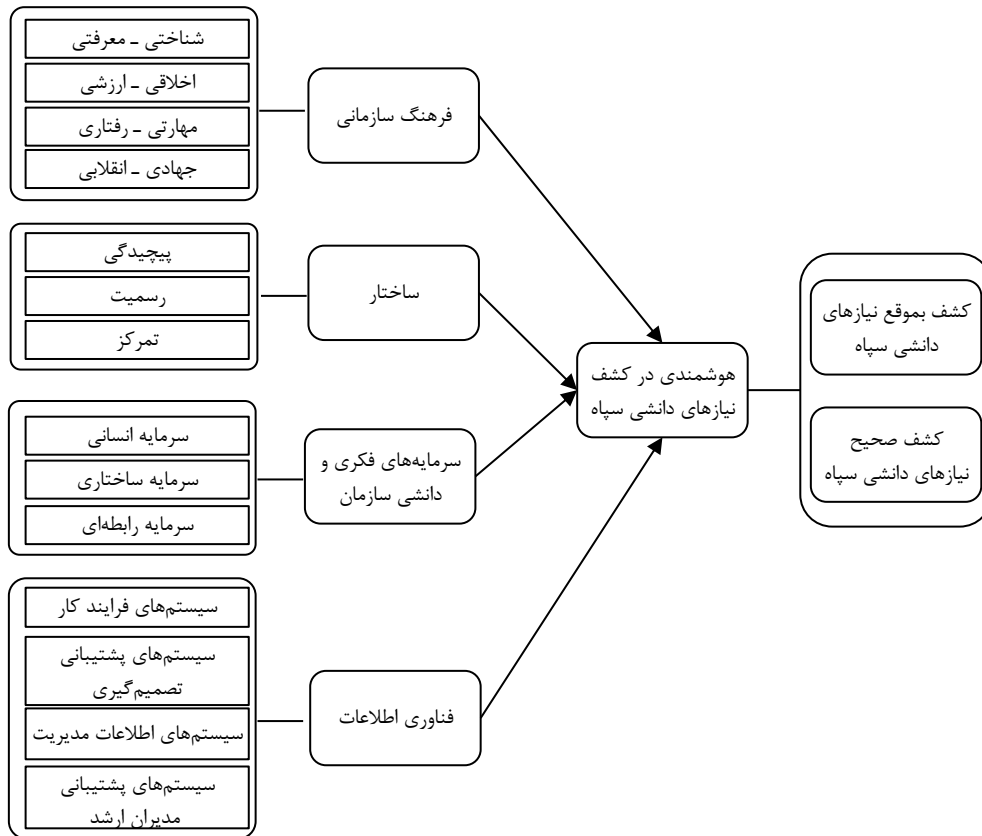 شناختی ـ معرفتی
اخلاقی ـ ارزشی
مهارتی ـ رفتاری
جهادی ـ انقلابی
فرهنگ سازمانی
پیچیدگی
رسمیت
تمرکز
ساختار
سرمایه انسانی
سرمایه ساختاری
سرمایه رابطه‌ای
سرمایه‌های فکری و
دانشی سازمان
سیستم‌های فرایند کار
سیستم‌های پشتیبانی
تصمیم‌گیری
سیستم‌های اطلاعات مدیریت
سیستم‌های پشتیبانی
مدیران ارشد
فناوری اطلاعات
هوشمندی در کشف
نیازهای دانشی سپاه
کشف بموقع نیازهای
دانشی سپاه
کشف صحیح
نیازهای دانشی سپاه